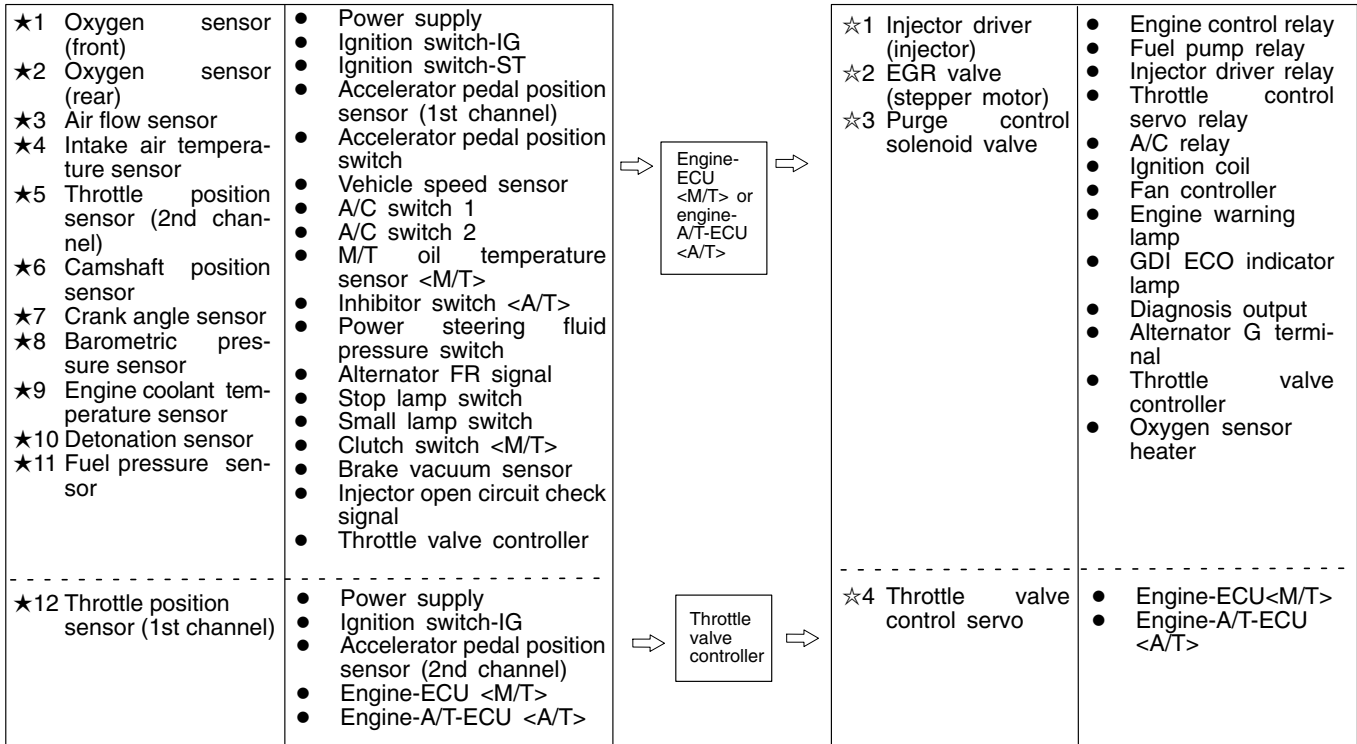 ★1 Oxygen sensor
(front)
★2 Oxygen sensor
(rear)
★3 Air flow sensor
★4 Intake air tempera-
ture sensor
★5 Throttle position
sensor (2nd chan-
nel)
★6 Camshaft position
sensor
★7 Crank angle sensor
★8 Barometric pres-
sure sensor
★9 Engine coolant tem-
perature sensor
★10 Detonation sensor
★11 Fuel pressure sen-
sor
● Power supply
● Ignition switch-IG
● Ignition switch-ST
● Accelerator pedal position
sensor (1st channel)
● Accelerator pedal position
switch
● Vehicle speed sensor
● A/C switch 1
● A/C switch 2
● M/T oil temperature
sensor <M/T>
● Inhibitor switch <A/T>
● Power steering fluid
pressure switch
● Alternator FR signal
● Stop lamp switch
● Small lamp switch
● Clutch switch <M/T>
● Brake vacuum sensor
● Injector open circuit check
signal
● Throttle valve controller
Engine-
ECU
<M/T> or
engine-
A/T-ECU
<A/T>
☆1 Injector driver
(injector)
☆2 EGR valve
(stepper motor)
☆3 Purge control
solenoid valve
● Engine control relay
● Fuel pump relay
● Injector driver relay
● Throttle control
servo relay
● A/C relay
● Ignition coil
● Fan controller
● Engine warning
lamp
● GDI ECO indicator
lamp
● Diagnosis output
● Alternator G termi-
nal
● Throttle valve
controller
● Oxygen sensor
heater
★12 Throttle position
sensor (1st channel)
● Power supply
● Ignition switch-IG
● Accelerator pedal position
sensor (2nd channel)
● Engine-ECU <M/T>
● Engine-A/T-ECU <A/T>
Throttle
valve
controller
☆4 Throttle valve
control servo
● Engine-ECU<M/T>
● Engine-A/T-ECU
<A/T>